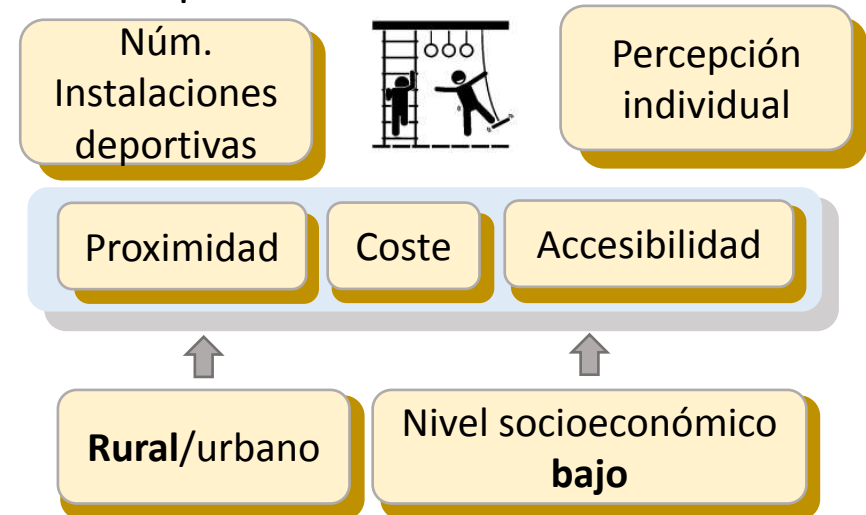 Núm.
Instalaciones
deportivas
Percepción
individual
Proximidad
Coste
Accesibilidad
Rural/urbano
Nivel socioeconómico
bajo